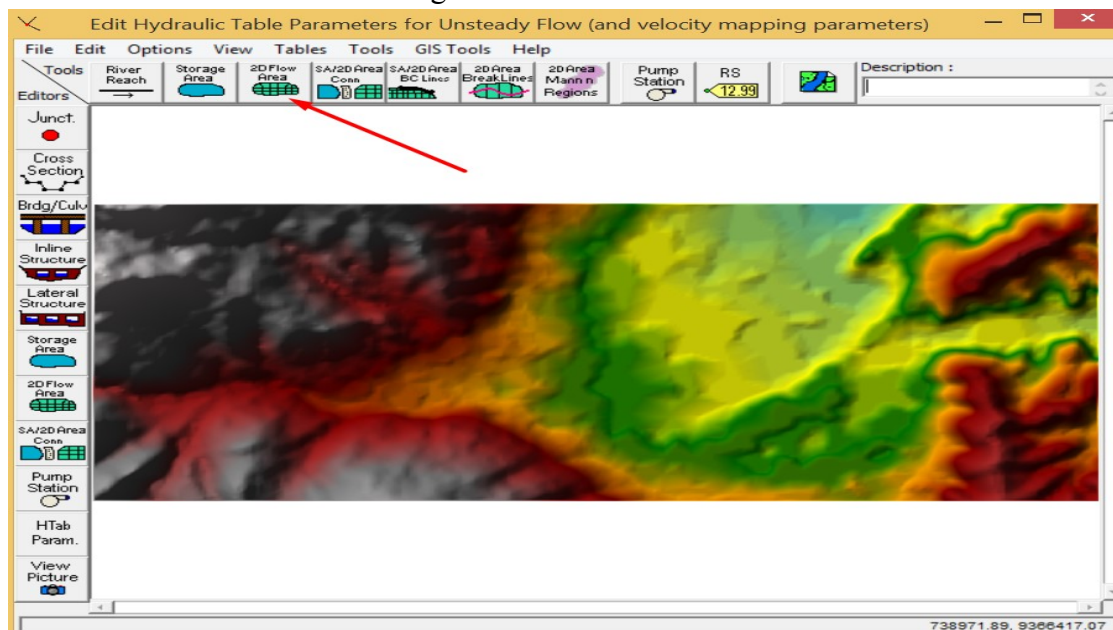 Edit Hydraulic Table Parameters for Unsteady Flow (and velocity mapping parameters)
File Edit Options View Tables Tools GIS Tools Help
Tools
Editors
River Reach
Storage Area
2D Flow Area
SA/2D Area Conn
SA/2D Area BC Lines
2D Area BreakLines
2D Area Mann n Regions
Pump Station
RS
12.99
Description :
Junct.
Cross Section
Brdg/Culv
Inline Structure
Lateral Structure
Storage Area
2D Flow Area
SA/2D Area Conn
Pump Station
HTab Param.
View Picture
738971.89, 9366417.07